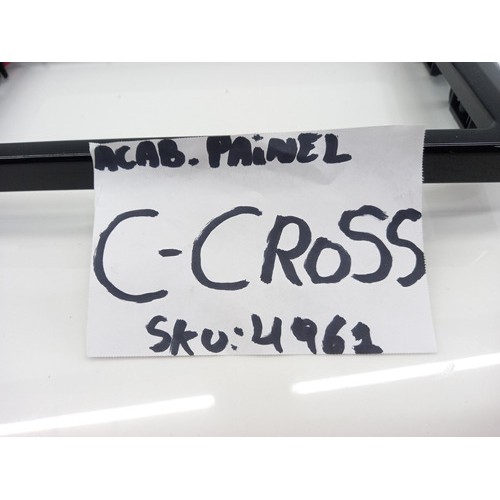 ACAB. PAiNEL
C-CRoSS
SKU: 4961